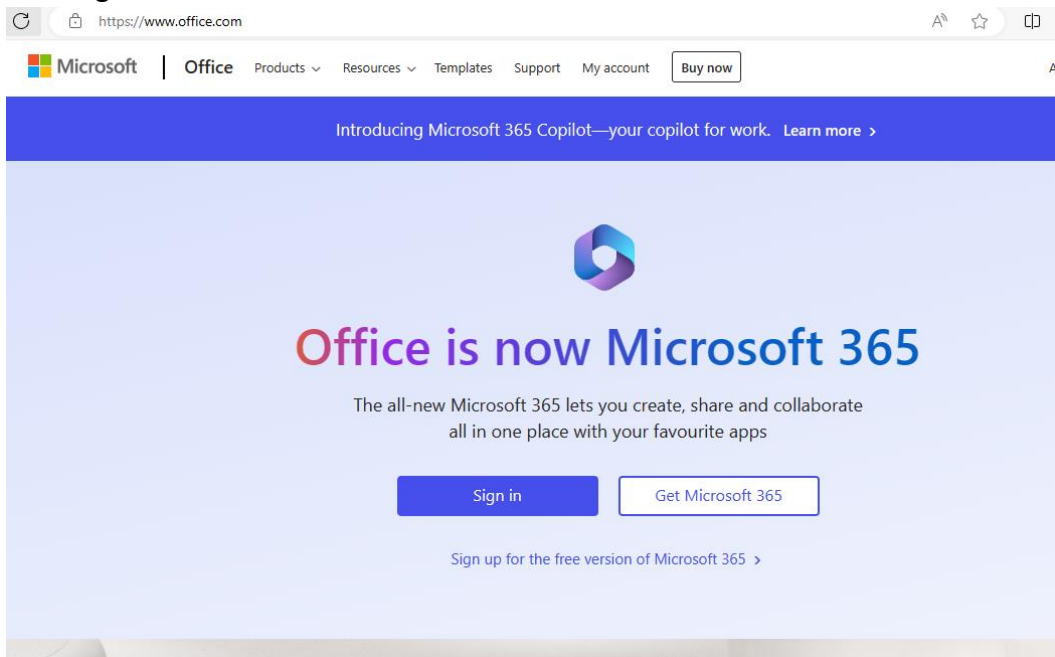 https://www.office.com
Microsoft | Office Products Resources Templates Support My account Buy now
Introducing Microsoft 365 Copilot—your copilot for work. Learn more >
Office is now Microsoft 365
The all-new Microsoft 365 lets you create, share and collaborate
all in one place with your favourite apps
Sign in Get Microsoft 365
Sign up for the free version of Microsoft 365 >